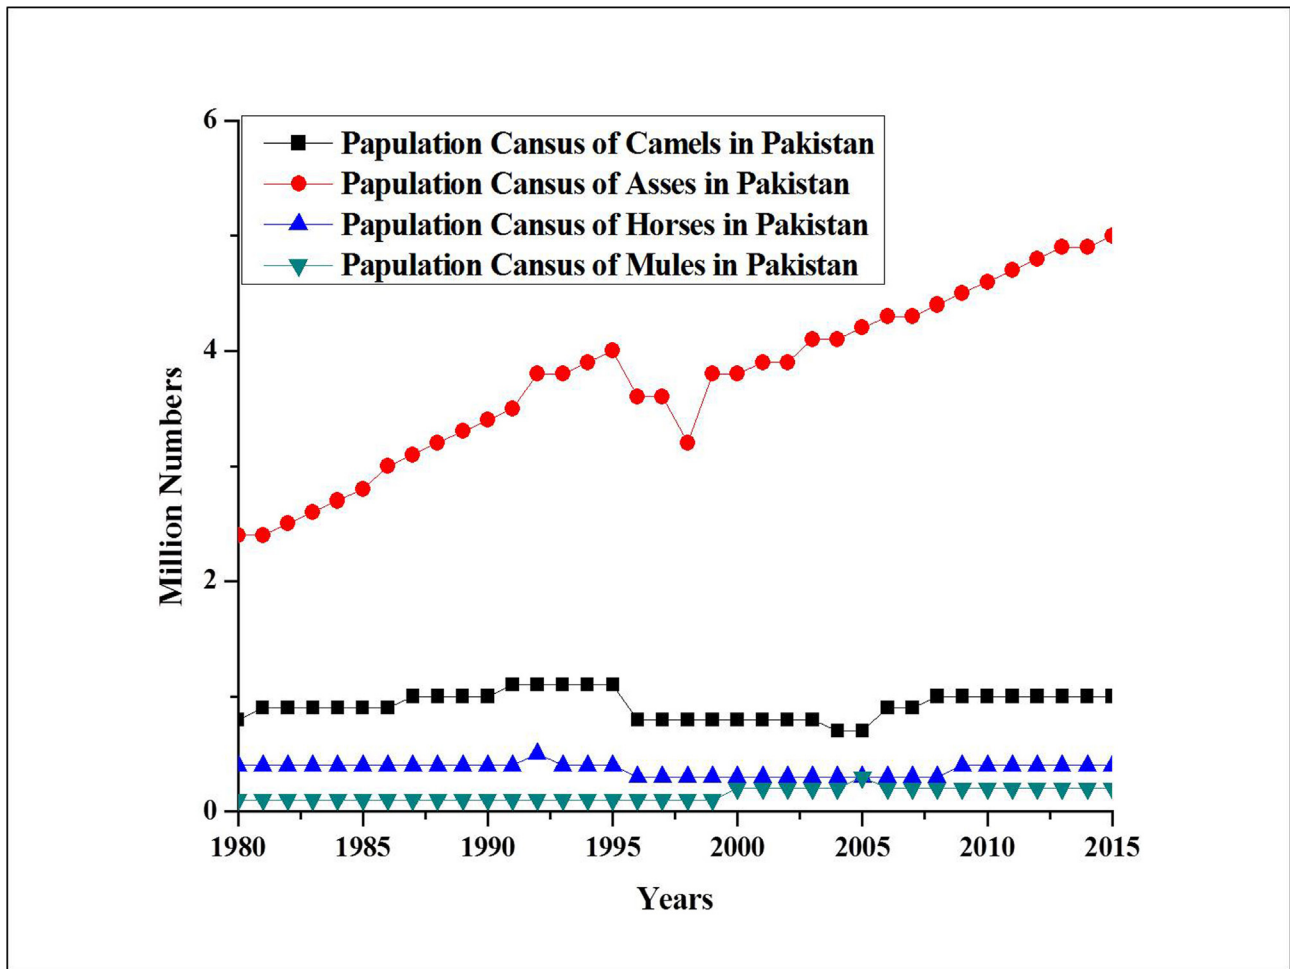 6
Papulation Cansus of Camels in Pakistan
Papulation Cansus of Asses in Pakistan
Papulation Cansus of Horses in Pakistan
Papulation Cansus of Mules in Pakistan
4
Million Numbers
2
0
1980 1985 1990 1995 2000 2005 2010 2015
Years